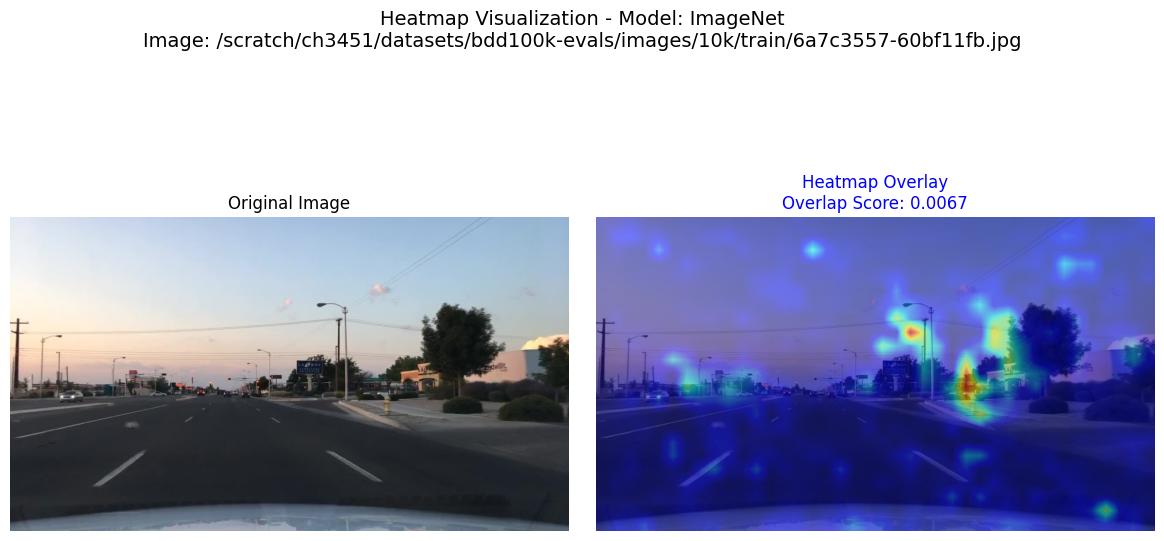 Heatmap Visualization - Model: ImageNet
Image: /scratch/ch3451/datasets/bdd100k-evals/images/10k/train/6a7c3557-60bf11fb.jpg
Original Image
Heatmap Overlay
Overlap Score: 0.0067